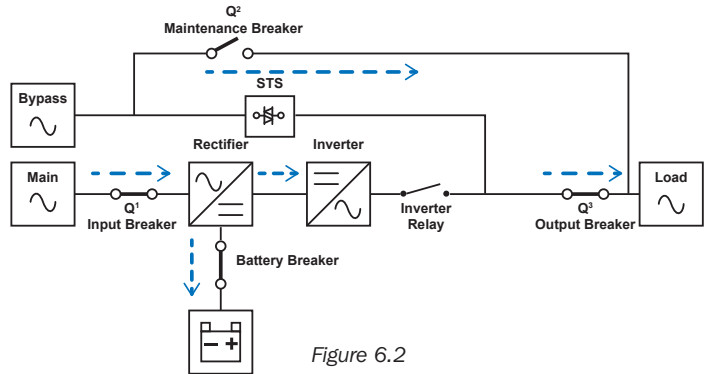 Q²
Maintenance Breaker
STS
Bypass
Rectifier
Inverter
Main
Load
Q¹
Input Breaker
Inverter
Relay
Q³
Output Breaker
Battery Breaker
− +
Figure 6.2